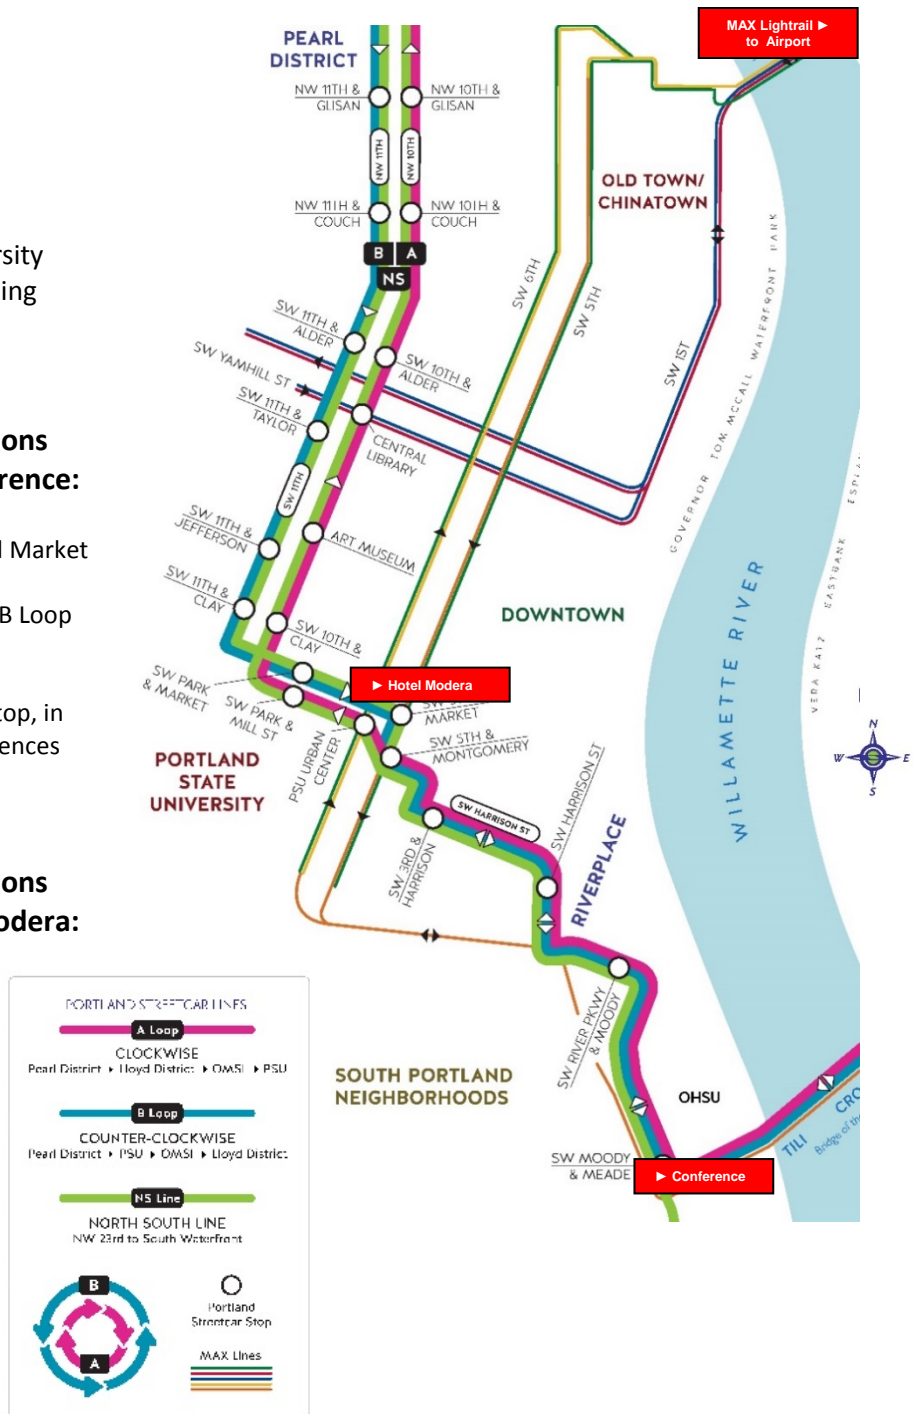 MAX Lightrail ►
to Airport
PEARL
DISTRICT
NW 11TH &
GLISAN
NW 10TH &
GLISAN
NW 11TH
NW 10TH
OLD TOWN/
CHINATOWN
NW 11TH &
COUCH
NW 10TH &
COUCH
B
A
NS
rsity
ing
SW 6TH
SW 5TH
SW 1ST
GOVERNOR TOM MCCALL WATERFRONT PARK
SW 11TH &
ALDER
SW 10TH &
ALDER
SW YAMHILL ST
SW 11TH &
TAYLOR
CENTRAL
LIBRARY
ons
rence:
SW 11TH
SW 11TH &
JEFFERSON
ART MUSEUM
l Market
VERA KATZ EASTBANK ESPLA
SW 11TH &
CLAY
B Loop
SW 10TH &
CLAY
DOWNTOWN
WILLAMETTE RIVER
SW PARK
& MARKET
► Hotel Modera
top, in
ences
SW PARK &
MILL ST
MARKET
SW 5TH &
MONTGOMERY
N
W
E
S
PORTLAND
STATE
UNIVERSITY
PSU URBAN
CENTER
SW HARRISON ST
SW HARRISON ST
SW 3RD &
HARRISON
RIVERPLACE
ons
odera:
SW RIVER PKWY
& MOODY
SOUTH PORTLAND
NEIGHBORHOODS
OHSU
TILI
CRO
Bridge of the
SW MOODY
& MEADE
► Conference
PORTLAND STREETCAR LINES
A Loop
CLOCKWISE
Pearl District ▸ Lloyd District ▸ OMSI ▸ PSU
B Loop
COUNTER-CLOCKWISE
Pearl District ▸ PSU ▸ OMSI ▸ Lloyd District
NS Line
NORTH SOUTH LINE
NW 23rd to South Waterfront
B
A
Portland
Streetcar Stop
MAX Lines